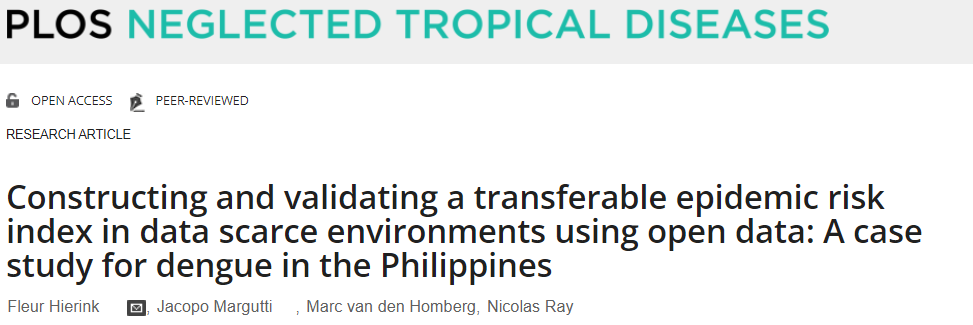 PLOS NEGLECTED TROPICAL DISEASES
OPEN ACCESS PEER-REVIEWED
RESEARCH ARTICLE
Constructing and validating a transferable epidemic risk
index in data scarce environments using open data: A case
study for dengue in the Philippines
Fleur Hierink , Jacopo Margutti , Marc van den Homberg, Nicolas Ray